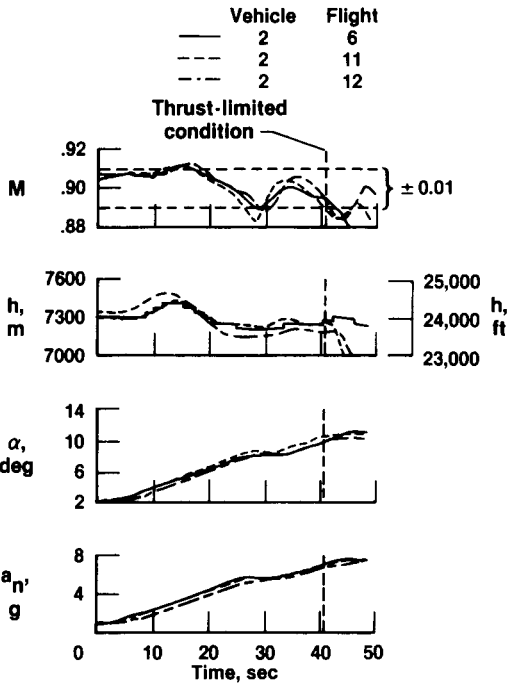 Vehicle Flight
2 6
2 11
2 12
Thrust-limited
condition
.92
.90
.88
M
± 0.01
7600
7300
7000
h,
m
25,000
24,000
23,000
h,
ft
14
10
6
2
α,
deg
8
4
an,
g
0 10 20 30 40 50
Time, sec